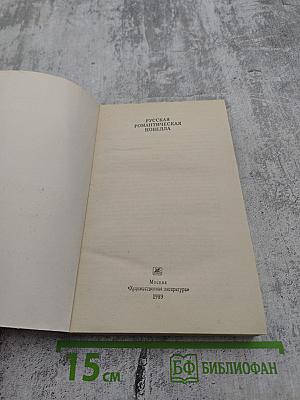 РУССКАЯ
РОМАНТИЧЕСКАЯ
НОВЕЛЛА
Москва
«Художественная литература»
1989
15 см
БФ БИБЛИОФАН